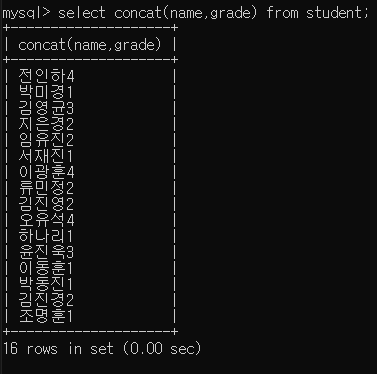 mysql> select concat(name,grade) from student;
+--------------------+
| concat(name,grade) |
+--------------------+
| 전인하4 |
| 박미경1 |
| 김영균3 |
| 지은경2 |
| 임유진2 |
| 서재진1 |
| 이광훈4 |
| 류민정2 |
| 김진영2 |
| 오유석4 |
| 하나리1 |
| 윤진욱3 |
| 이동훈1 |
| 박동진1 |
| 김진경2 |
| 조명훈1 |
+--------------------+
16 rows in set (0.00 sec)